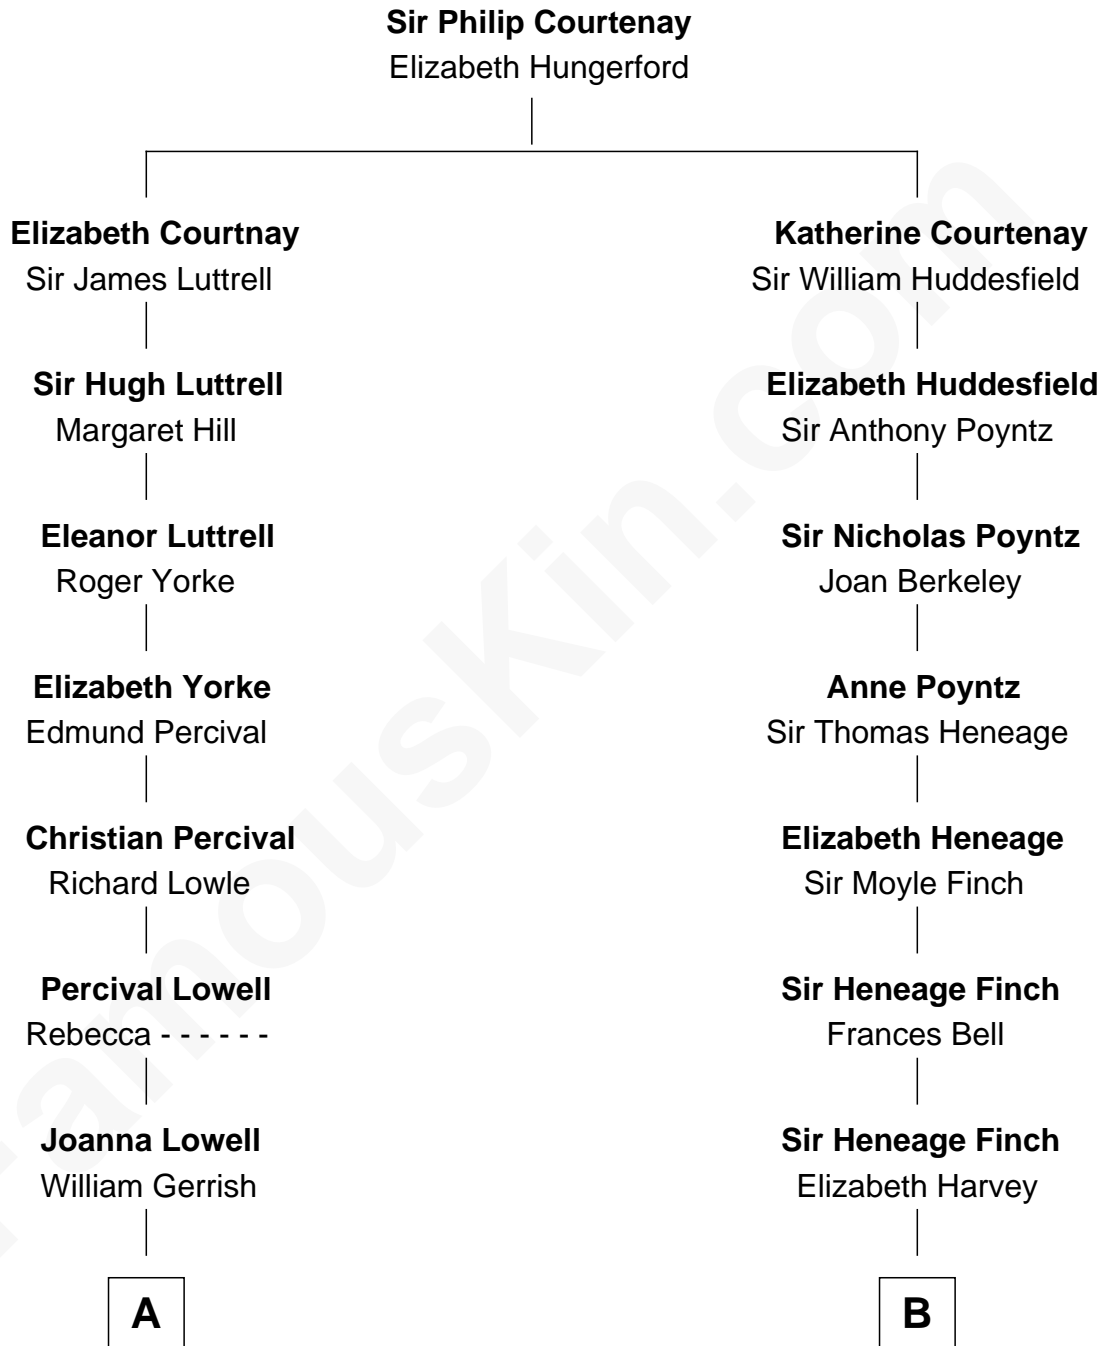 Sir Philip Courtenay
Elizabeth Hungerford
Elizabeth Courtnay
Sir James Luttrell
Katherine Courtenay
Sir William Huddesfield
Sir Hugh Luttrell
Margaret Hill
Elizabeth Huddesfield
Sir Anthony Poyntz
Eleanor Luttrell
Roger Yorke
Sir Nicholas Poyntz
Joan Berkeley
Elizabeth Yorke
Edmund Percival
Anne Poyntz
Sir Thomas Heneage
Christian Percival
Richard Lowle
Elizabeth Heneage
Sir Moyle Finch
Percival Lowell
Rebecca - - - - - -
Sir Heneage Finch
Frances Bell
Joanna Lowell
William Gerrish
Sir Heneage Finch
Elizabeth Harvey
A
B
FamousKin.com